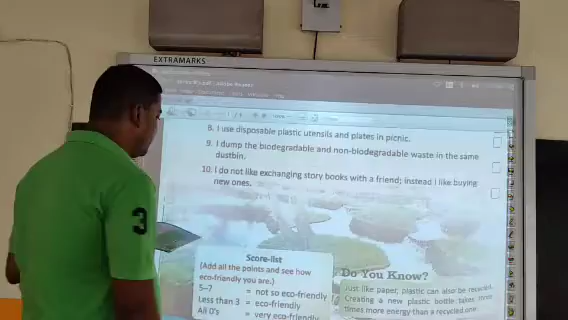 EXTRAMARKS
8. I use disposable plastic utensils and plates in picnic.
9. I dump the biodegradable and non-biodegradable waste in the same
dustbin.
10. I do not like exchanging story books with a friend; instead I like buying
new ones.
Score-list
(Add all the points and see how
eco-friendly you are.)
5–7 = not so eco-friendly
Less than 3 = eco-friendly
All 0's = very eco-friendly
Do You Know?
Just like paper, plastic can also be recycled.
Creating a new plastic bottle takes
times more energy than a recycled one.
3